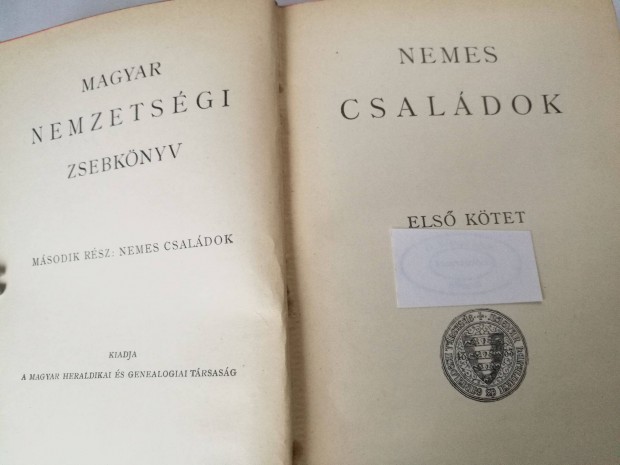 MAGYAR
NEMZETSÉGI
ZSEBKÖNYV
MÁSODIK RÉSZ: NEMES CSALÁDOK
KIADJA
A MAGYAR HERALDIKAI ÉS GENEALOGIAI TÁRSASÁG
NEMES
CSALÁDOK
ELSŐ KÖTET